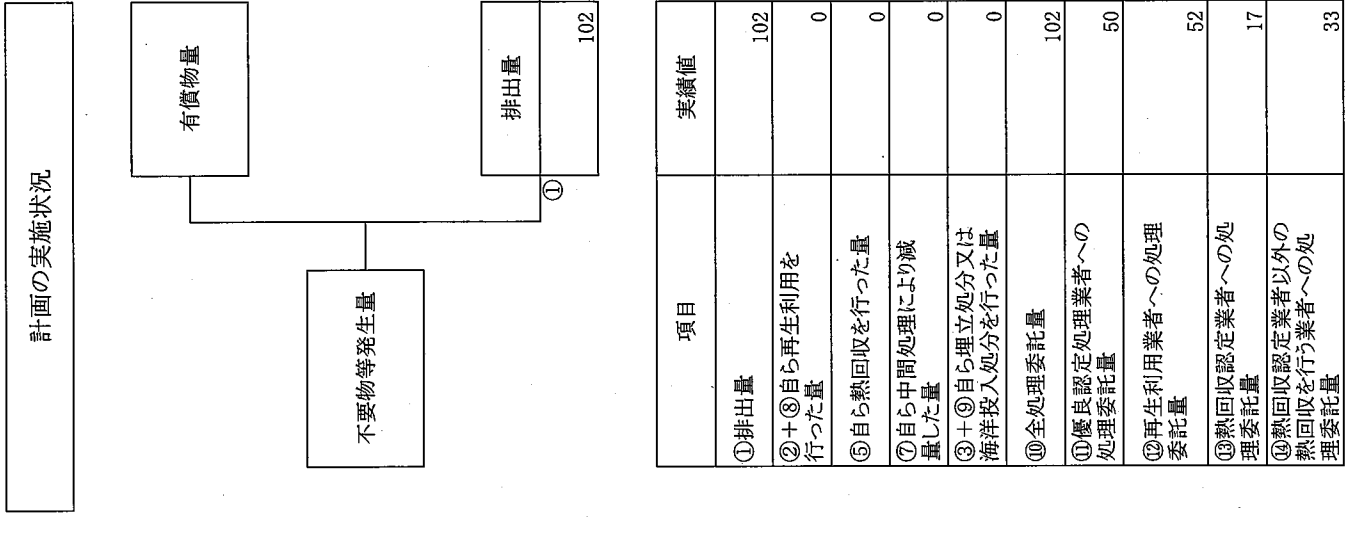 計画の実施状況
有償物量
不要物等発生量
排出量
①
102
項目
実績値
①排出量
102
②+⑧自ら再生利用を
行った量
0
⑤自ら熱回収を行った量
0
⑦自ら中間処理により減
量した量
0
③+⑨自ら埋立処分又は
海洋投入処分を行った量
0
⑩全処理委託量
102
⑪優良認定処理業者への
処理委託量
50
⑫再生利用業者への処理
委託量
52
⑬熱回収認定業者への処
理委託量
17
⑭熱回収認定業者以外の
熱回収を行う業者への処
理委託量
33